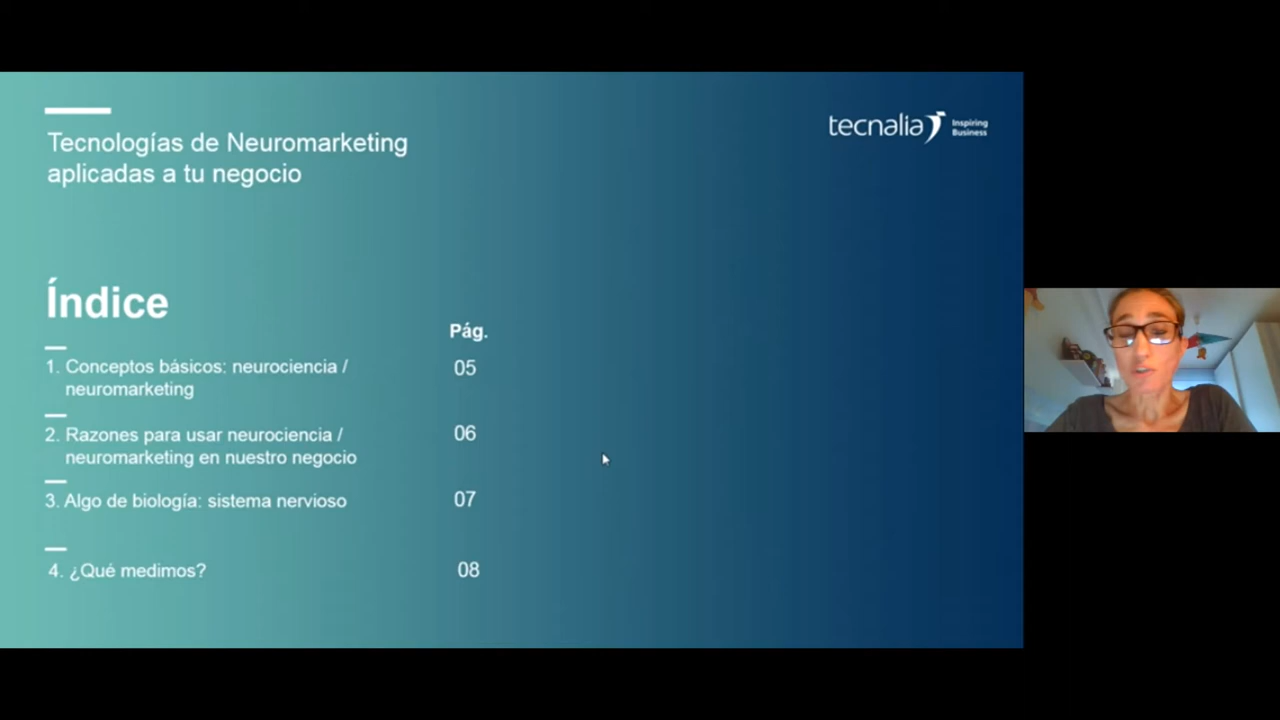 Tecnologías de Neuromarketing
aplicadas a tu negocio
tecnalia Inspiring
Business
Índice
Pág.
1. Conceptos básicos: neurociencia / 05
neuromarketing
2. Razones para usar neurociencia / 06
neuromarketing en nuestro negocio
3. Algo de biología: sistema nervioso 07
4. ¿Qué medimos? 08